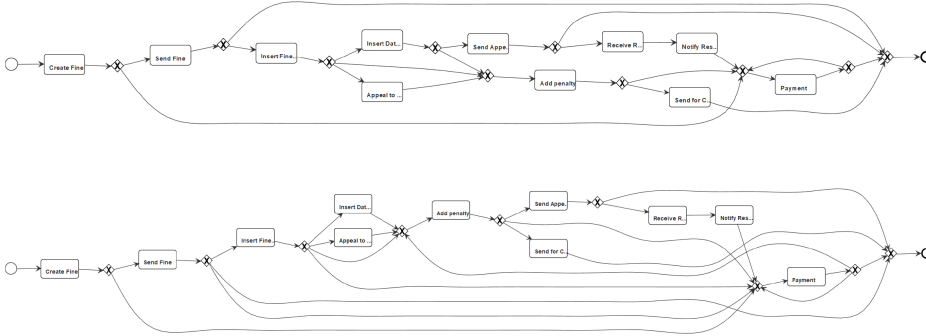 Create Fine
Send Fine
Insert Fine..
Insert Dat...
Appeal to ...
Send Appe..
Add penalty
Receive R...
Notify Res...
Send for C..
Payment
Create Fine
Send Fine
Insert Fine..
Insert Dat...
Appeal to ...
Add penalty
Send Appe..
Send for C..
Receive R...
Notify Res...
Payment